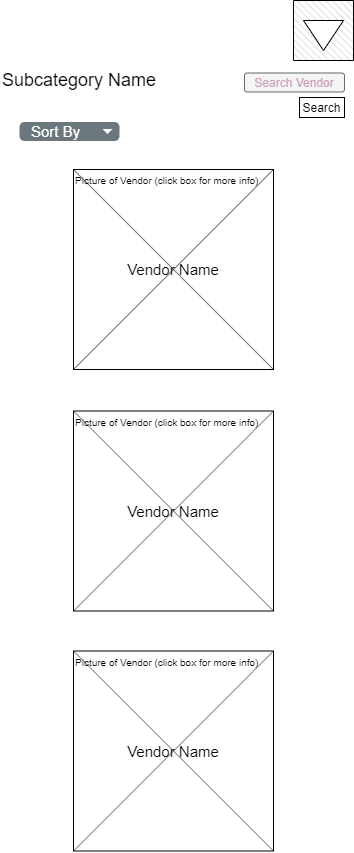 Subcategory Name
Search Vendor
Search
Sort By
Picture of Vendor (click box for more info)
Vendor Name
Picture of Vendor (click box for more info)
Vendor Name
Picture of Vendor (click box for more info)
Vendor Name